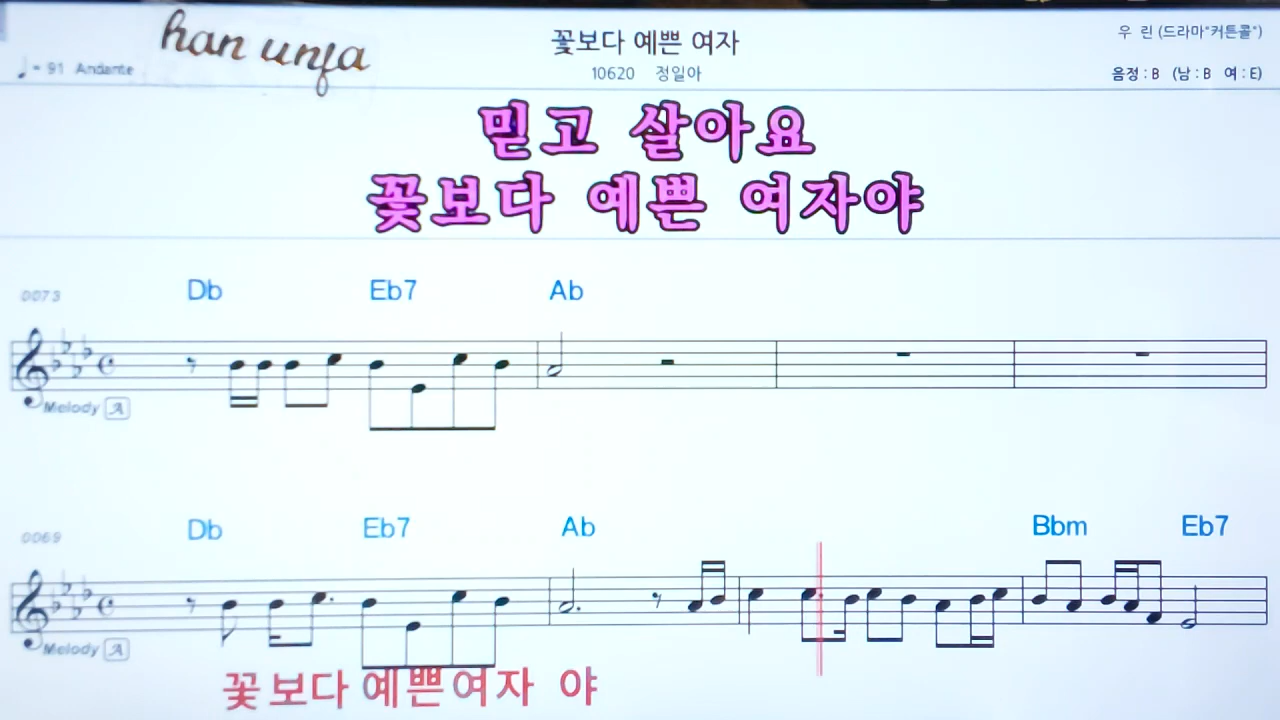 han unfa
꽃보다 예쁜 여자
우 린 (드라마"커튼콜")
♩= 91 Andante
10620 정일아
음정 : B (남 : B 여 : E)
믿고 살아요
꽃보다 예쁜 여자야
0073 Db Eb7 Ab
Melody A
0069 Db Eb7 Ab Bbm Eb7
Melody A
꽃보다 예쁜여자 야